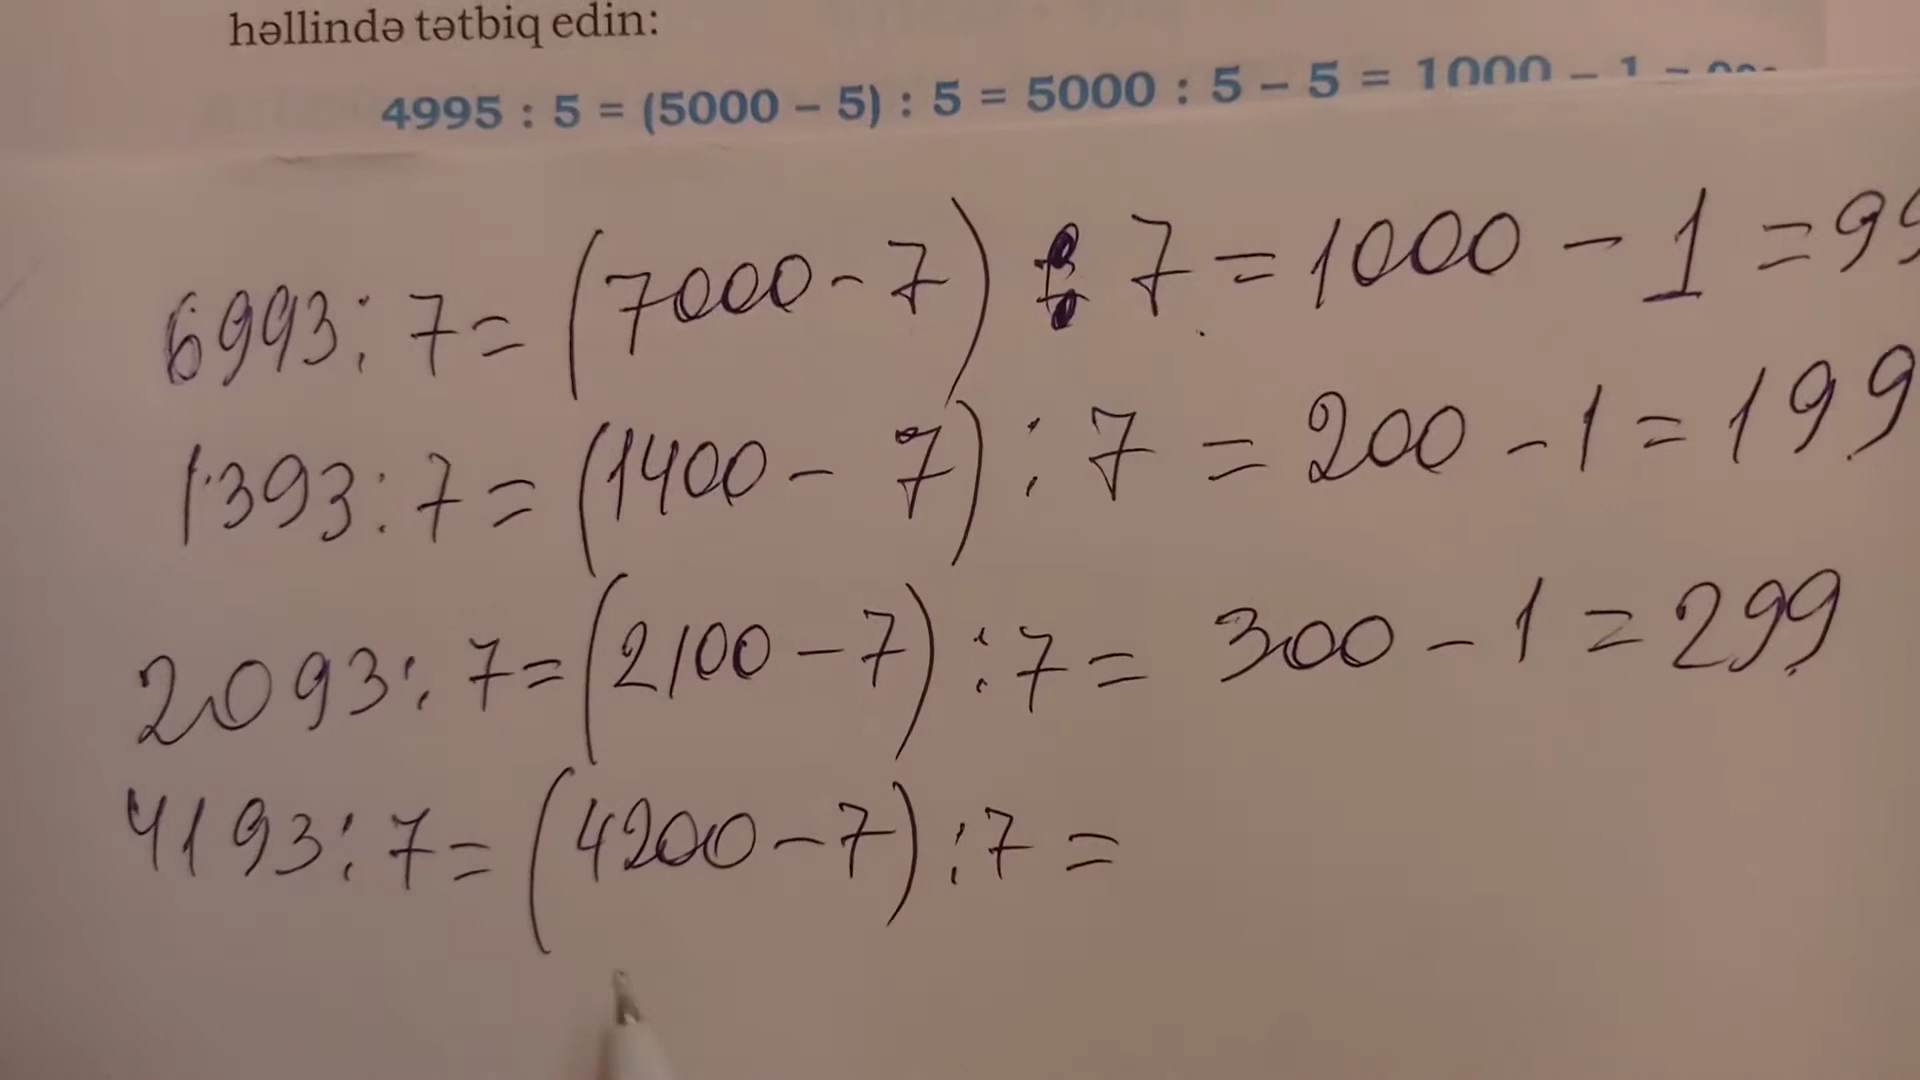 həllində tətbiq edin:
4995 : 5 = (5000 – 5) : 5 = 5000 : 5 – 5 = 1000 – 1 =
6993 : 7 = (7000 - 7) : 7 = 1000 - 1 = 99
1393 : 7 = (1400 - 7) : 7 = 200 - 1 = 199
2093 : 7 = (2100 - 7) : 7 = 300 - 1 = 299
4193 : 7 = (4200 - 7) : 7 =